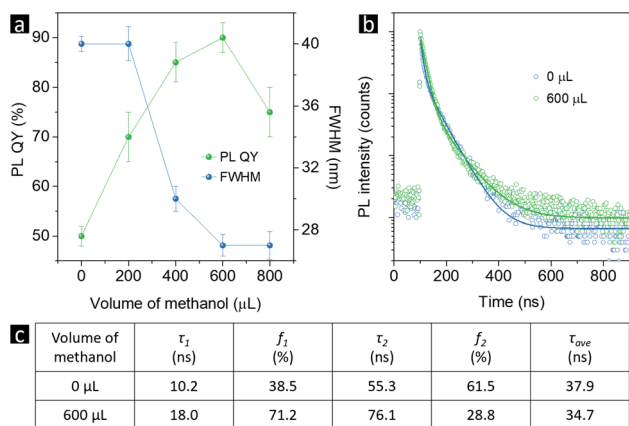 a
90
80
70
60
50
PL QY (%)
40
36
32
28
FWHM (nm)
PL QY
FWHM
0
200
400
600
800
Volume of methanol (μL)
b
PL intensity (counts)
0 μL
600 μL
0
200
400
600
800
Time (ns)
c
Volume of methanol τ1 (ns) f1 (%) τ2 (ns) f2 (%) τave (ns)
0 μL 10.2 38.5 55.3 61.5 37.9
600 μL 18.0 71.2 76.1 28.8 34.7